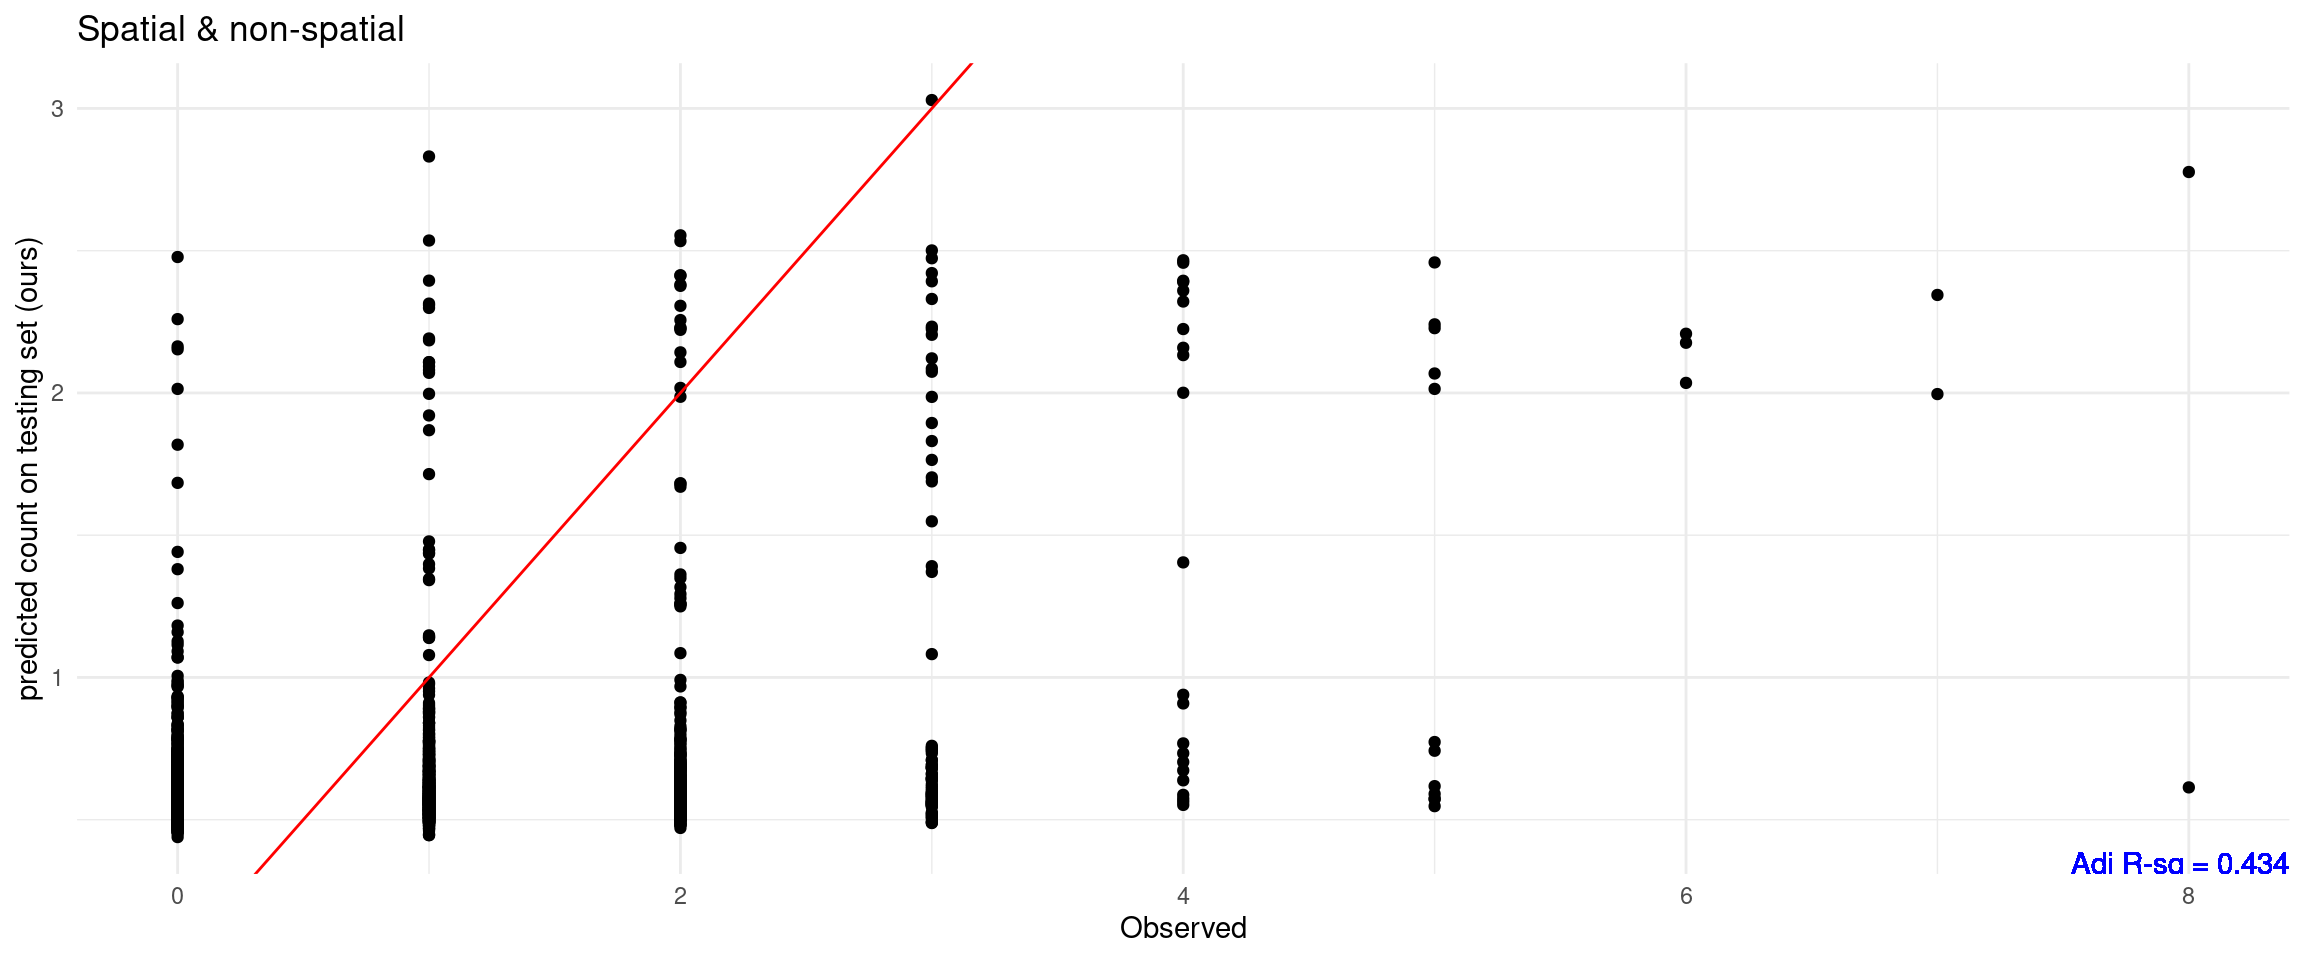 Spatial & non-spatial
predicted count on testing set (ours)
3
2
1
0
2
4
6
8
Observed
Adj R-sq = 0.434